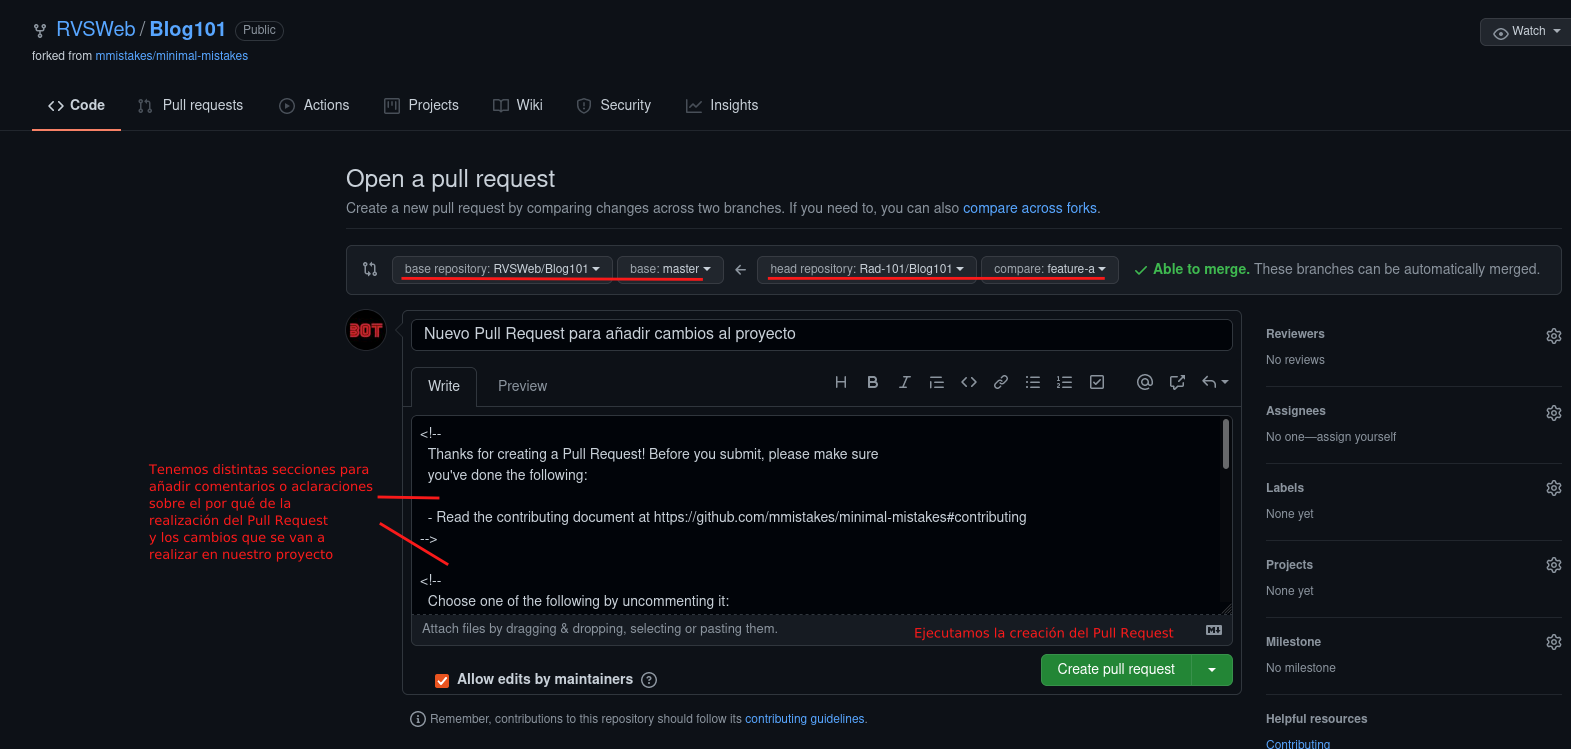 RVSWeb / Blog101 Public
Watch
forked from mmistakes/minimal-mistakes
Code Pull requests Actions Projects Wiki Security Insights
Open a pull request
Create a new pull request by comparing changes across two branches. If you need to, you can also compare across forks.
base repository: RVSWeb/Blog101 base: master head repository: Rad-101/Blog101 compare: feature-a Able to merge. These branches can be automatically merged.
BOT
Nuevo Pull Request para añadir cambios al proyecto
Write Preview
<!--
Thanks for creating a Pull Request! Before you submit, please make sure
you've done the following:
- Read the contributing document at https://github.com/mmistakes/minimal-mistakes#contributing
-->
<!--
Choose one of the following by uncommenting it:
Attach files by dragging & dropping, selecting or pasting them.
Tenemos distintas secciones para
añadir comentarios o aclaraciones
sobre el por qué de la
realización del Pull Request
y los cambios que se van a
realizar en nuestro proyecto
Ejecutamos la creación del Pull Request
Allow edits by maintainers
Create pull request
Remember, contributions to this repository should follow its contributing guidelines.
Reviewers
No reviews
Assignees
No one—assign yourself
Labels
None yet
Projects
None yet
Milestone
No milestone
Helpful resources
Contributing